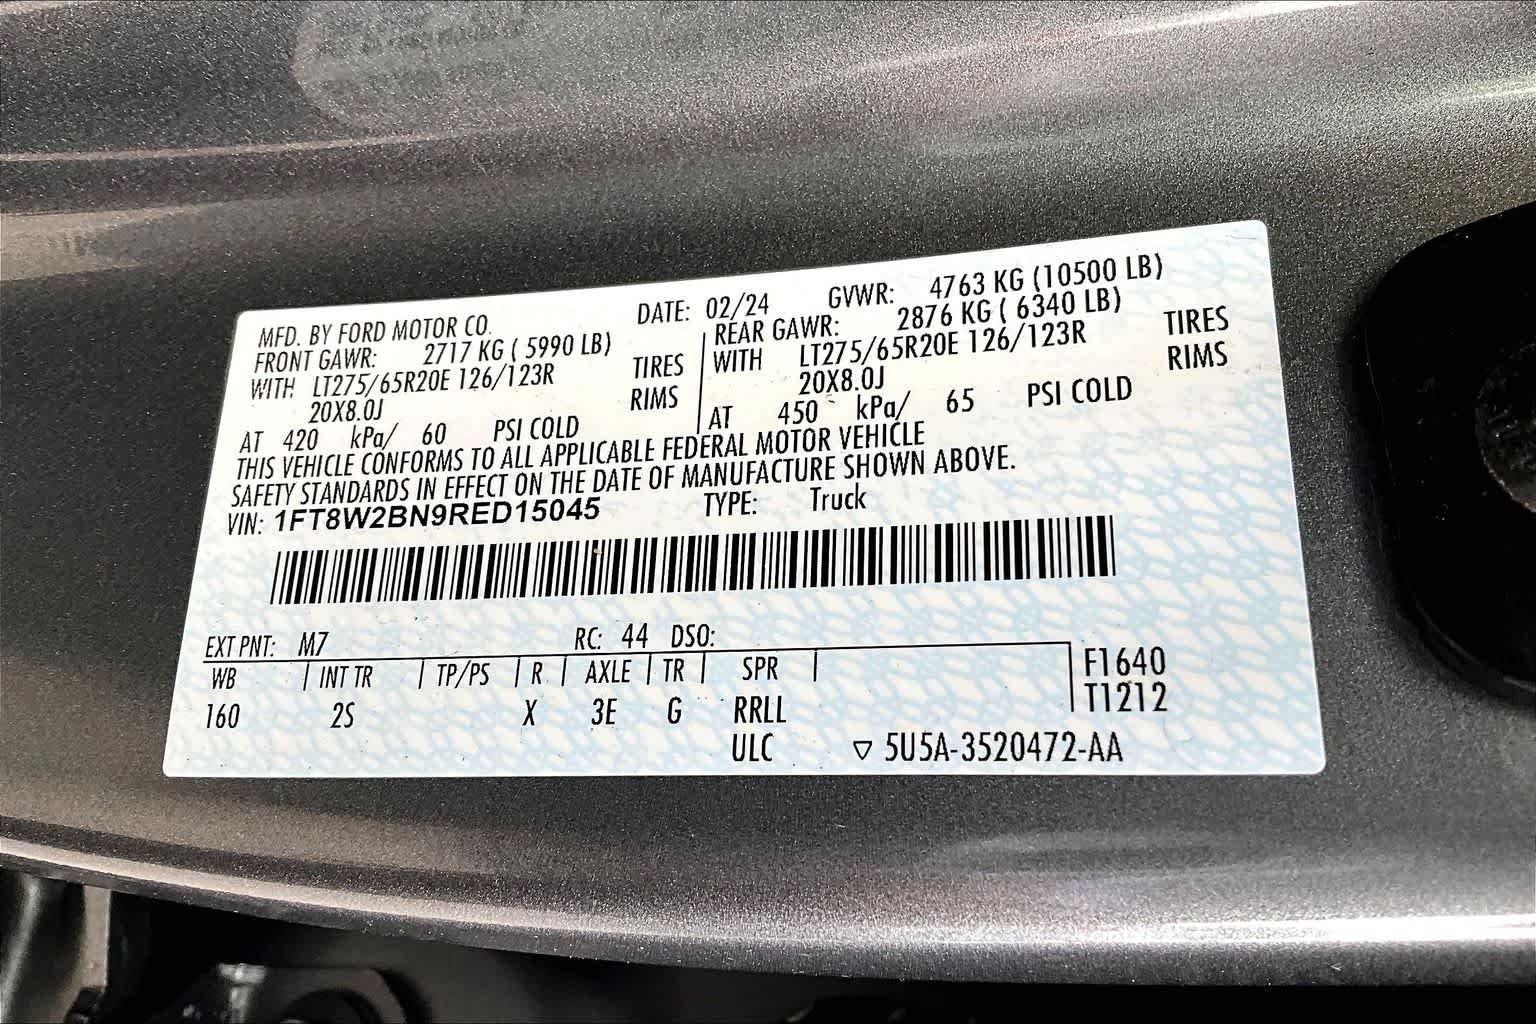 MFD. BY FORD MOTOR CO. DATE: 02/24 GVWR: 4763 KG (10500 LB)
FRONT GAWR: 2717 KG ( 5990 LB) REAR GAWR: 2876 KG ( 6340 LB)
WITH LT275/65R20E 126/123R TIRES WITH LT275/65R20E 126/123R TIRES
20X8.0J RIMS 20X8.0J RIMS
AT 420 kPa/ 60 PSI COLD AT 450 kPa/ 65 PSI COLD
THIS VEHICLE CONFORMS TO ALL APPLICABLE FEDERAL MOTOR VEHICLE
SAFETY STANDARDS IN EFFECT ON THE DATE OF MANUFACTURE SHOWN ABOVE.
VIN: 1FT8W2BN9RED15045 TYPE: Truck
EXT PNT: M7 RC: 44 DSO:
WB INT TR TP/PS R AXLE TR SPR F1640
160 2S X 3E G RRLL T1212
ULC ▽ 5U5A-3520472-AA